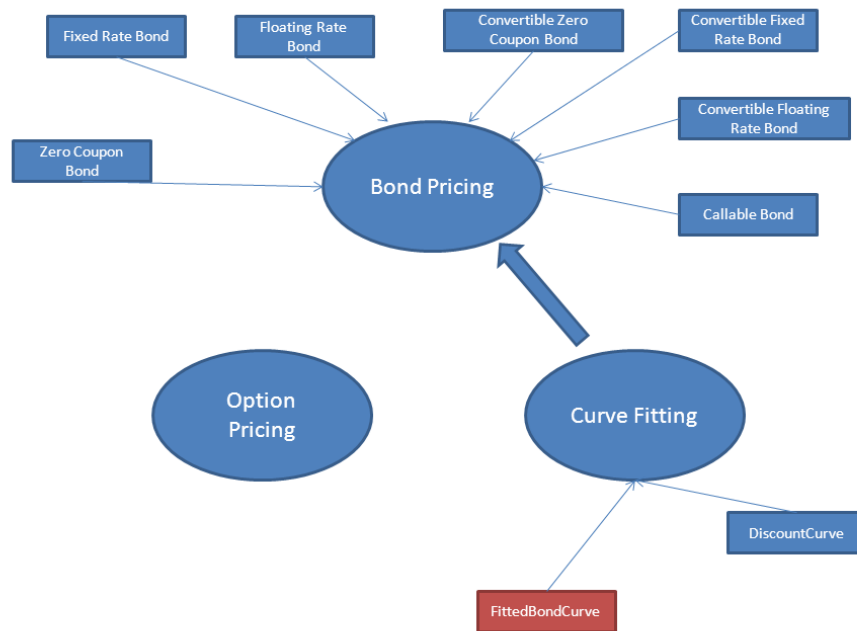 Fixed Rate Bond
Floating Rate
Bond
Convertible Zero
Coupon Bond
Convertible Fixed
Rate Bond
Convertible Floating
Rate Bond
Zero Coupon
Bond
Bond Pricing
Callable Bond
Option
Pricing
Curve Fitting
DiscountCurve
FittedBondCurve